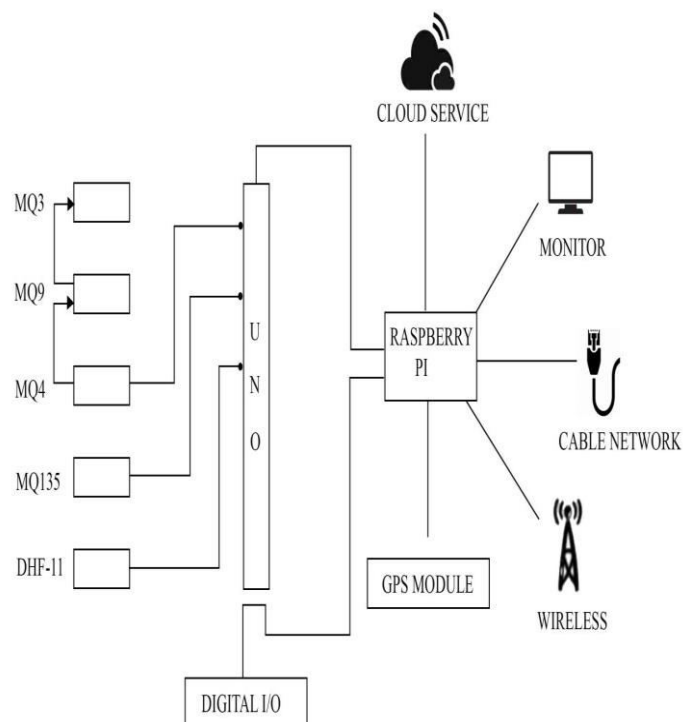 CLOUD SERVICE
MQ3
MONITOR
MQ9
U
N
O
RASPBERRY
PI
MQ4
CABLE NETWORK
MQ135
DHF-11
GPS MODULE
WIRELESS
DIGITAL I/O